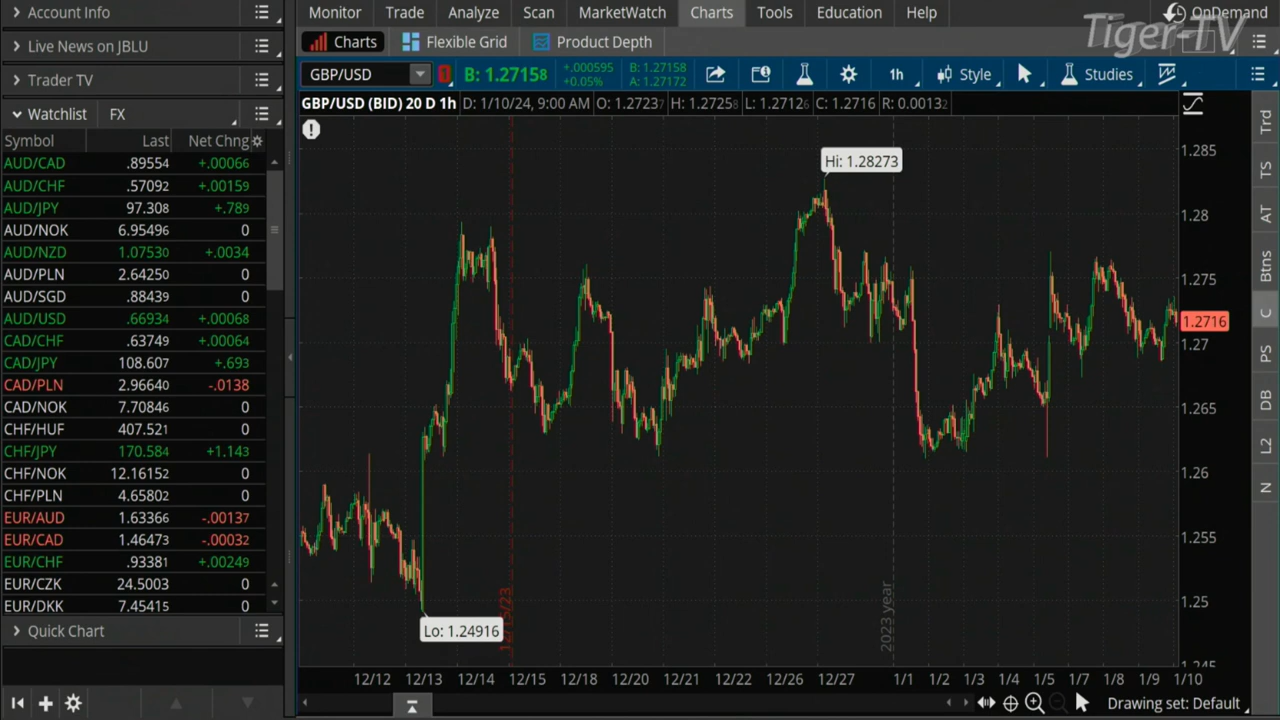 Account Info
Monitor Trade Analyze Scan MarketWatch Charts Tools Education Help OnDemand
Tiger-TV
Live News on JBLU
Charts Flexible Grid Product Depth
Trader TV
GBP/USD B: 1.27158 +.000595 +0.05% B: 1.27158 A: 1.27172 1h Style Studies
Watchlist FX
GBP/USD (BID) 20 D 1h D: 1/10/24, 9:00 AM O: 1.27237 H: 1.27258 L: 1.27126 C: 1.2716 R: 0.00132
Symbol Last Net Chng
AUD/CAD .89554 +.00066
AUD/CHF .57092 +.00159
AUD/JPY 97.308 +.789
AUD/NOK 6.95496 0
AUD/NZD 1.07530 +.0034
AUD/PLN 2.64250 0
AUD/SGD .88439 0
AUD/USD .66934 +.00068
CAD/CHF .63749 +.00064
CAD/JPY 108.607 +.693
CAD/PLN 2.96640 -.0138
CAD/NOK 7.70846 0
CHF/HUF 407.521 0
CHF/JPY 170.584 +1.143
CHF/NOK 12.16152 0
CHF/PLN 4.65802 0
EUR/AUD 1.63366 -.00137
EUR/CAD 1.46473 -.00032
EUR/CHF .93381 +.00249
EUR/CZK 24.5003 0
EUR/DKK 7.45415 0
Quick Chart
Hi: 1.28273
Lo: 1.24916
2023 year
1.285
1.28
1.275
1.2716
1.27
1.265
1.26
1.255
1.25
1.245
12/12 12/13 12/14 12/15 12/18 12/20 12/21 12/22 12/26 12/27 1/1 1/2 1/3 1/4 1/5 1/7 1/8 1/9 1/10
Drawing set: Default
Trd
TS
AT
Btns
C
PS
DB
L2
N